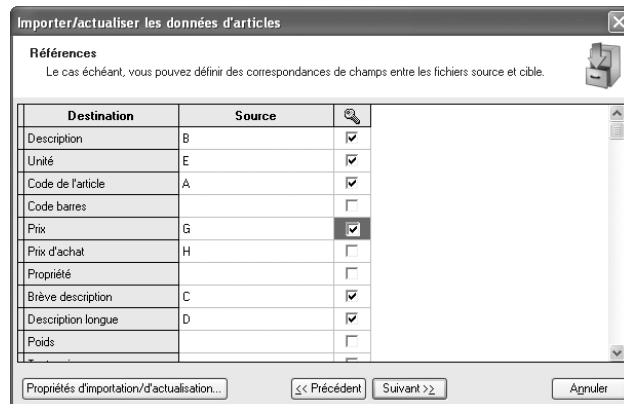 Importer/actualiser les données d'articles
Références
Le cas échéant, vous pouvez définir des correspondances de champs entre les fichiers source et cible.
Destination Source
Description B
Unité E
Code de l'article A
Code barres
Prix G
Prix d'achat H
Propriété
Brève description C
Description longue D
Poids
Propriétés d'importation/d'actualisation... << Précédent Suivant >> Annuler